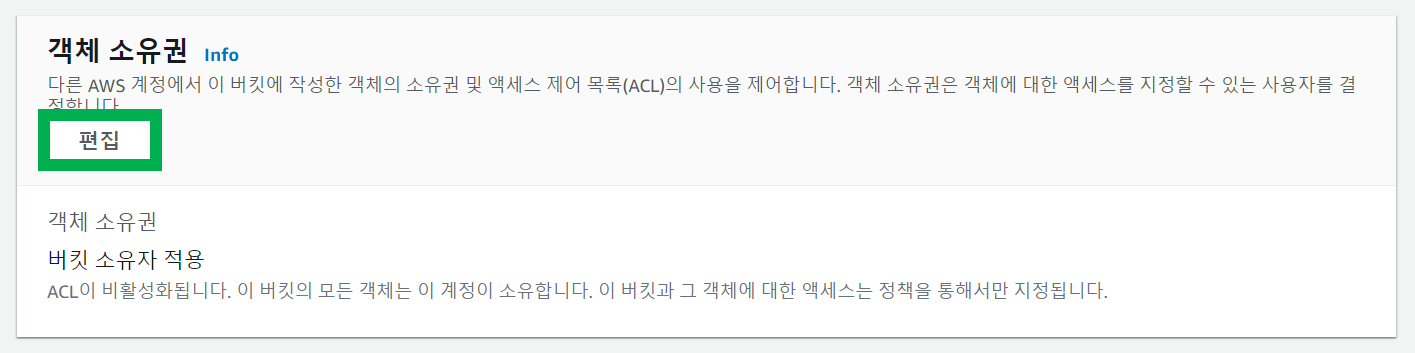 객체 소유권 Info
다른 AWS 계정에서 이 버킷에 작성한 객체의 소유권 및 액세스 제어 목록(ACL)의 사용을 제어합니다. 객체 소유권은 객체에 대한 액세스를 지정할 수 있는 사용자를 결
정합니다.
편집
객체 소유권
버킷 소유자 적용
ACL이 비활성화됩니다. 이 버킷의 모든 객체는 이 계정이 소유합니다. 이 버킷과 그 객체에 대한 액세스는 정책을 통해서만 지정됩니다.